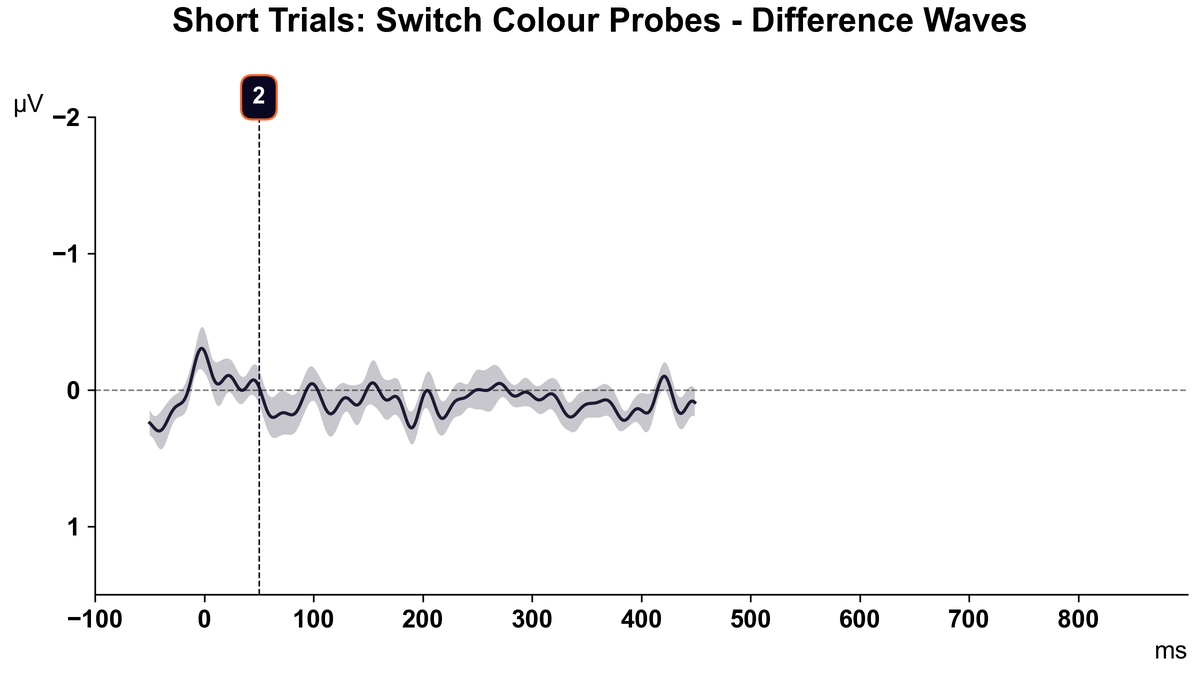 Short Trials: Switch Colour Probes - Difference Waves
2
µV
−2
−1
0
1
−100 0 100 200 300 400 500 600 700 800
ms